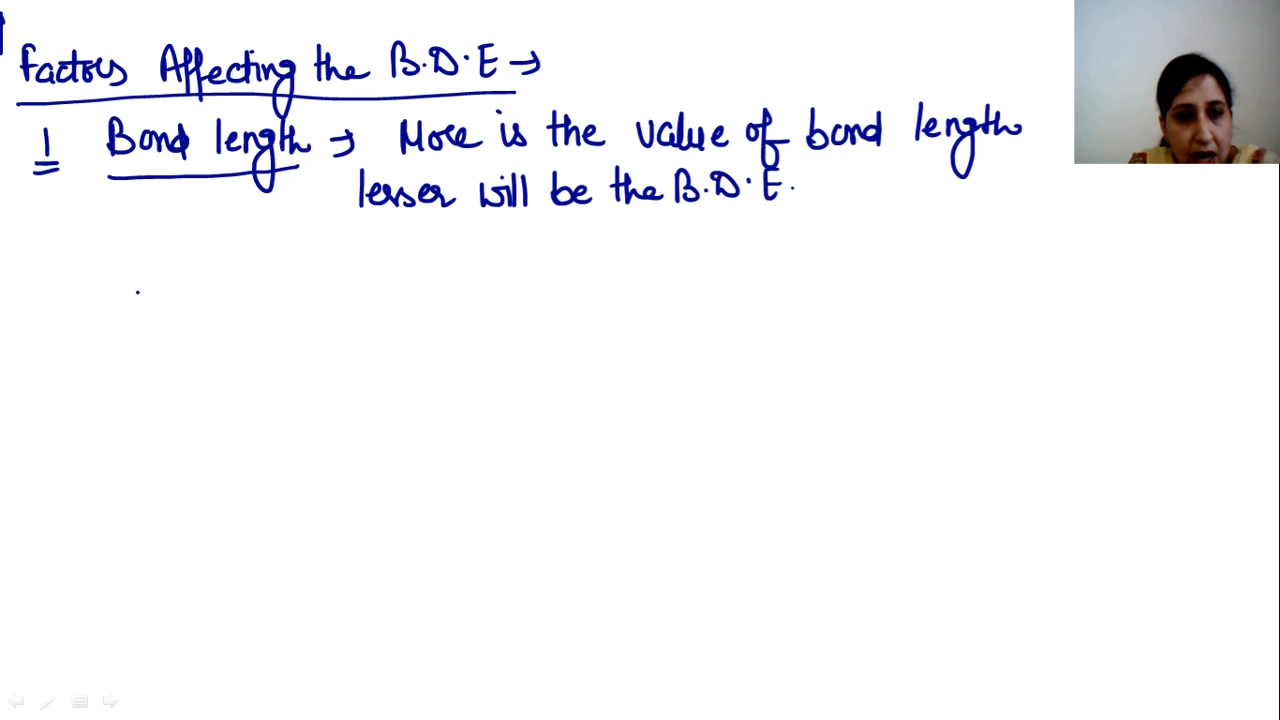 Factors Affecting the B.D.E →
1 Bond length → More is the value of bond length
lesser will be the B.D.E.